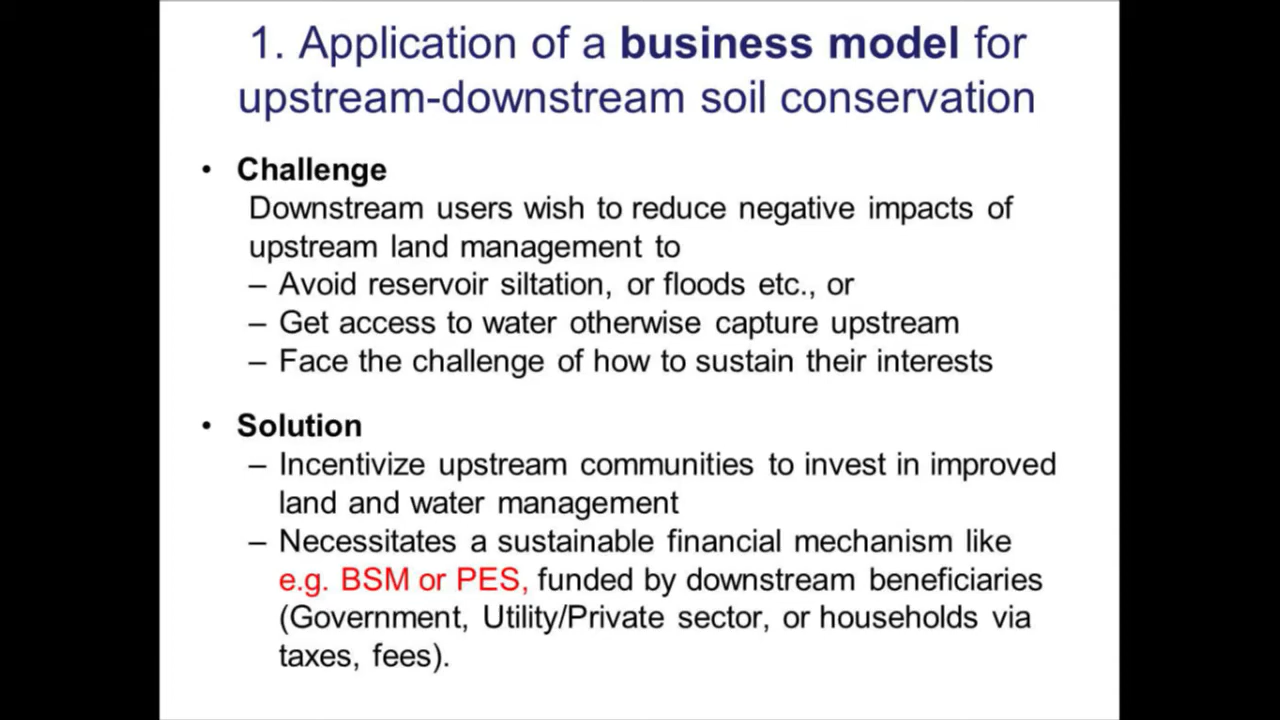 1. Application of a business model for
upstream-downstream soil conservation
• Challenge
Downstream users wish to reduce negative impacts of
upstream land management to
– Avoid reservoir siltation, or floods etc., or
– Get access to water otherwise capture upstream
– Face the challenge of how to sustain their interests
• Solution
– Incentivize upstream communities to invest in improved
land and water management
– Necessitates a sustainable financial mechanism like
e.g. BSM or PES, funded by downstream beneficiaries
(Government, Utility/Private sector, or households via
taxes, fees).